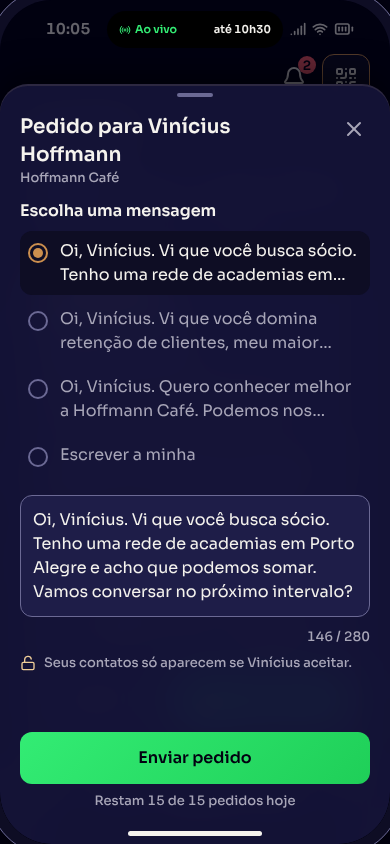 10:05
Ao vivo
até 10h30
2
Pedido para Vinícius
Hoffmann
Hoffmann Café
Escolha uma mensagem
Oi, Vinícius. Vi que você busca sócio.
Tenho uma rede de academias em...
Oi, Vinícius. Vi que você domina
retenção de clientes, meu maior...
Oi, Vinícius. Quero conhecer melhor
a Hoffmann Café. Podemos nos...
Escrever a minha
Oi, Vinícius. Vi que você busca sócio.
Tenho uma rede de academias em Porto
Alegre e acho que podemos somar.
Vamos conversar no próximo intervalo?
146 / 280
Seus contatos só aparecem se Vinícius aceitar.
Enviar pedido
Restam 15 de 15 pedidos hoje